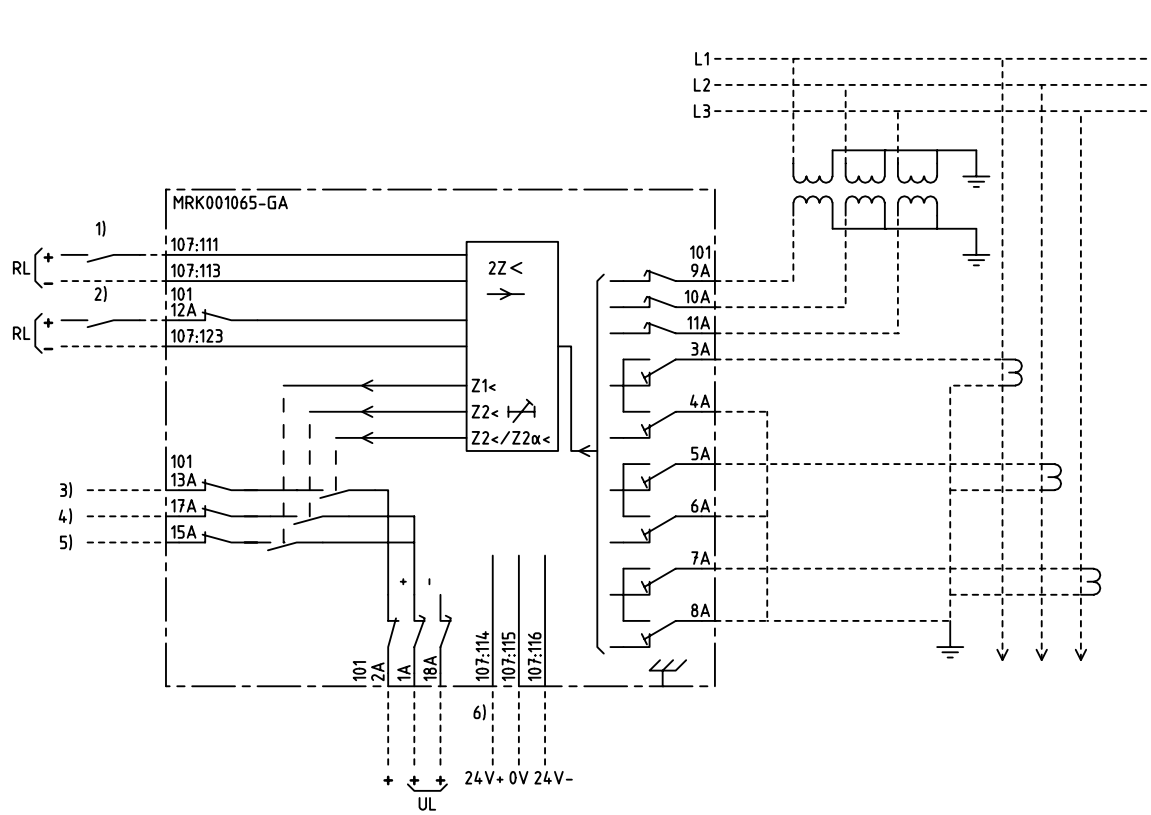 L1
L2
L3
MRK001065-GA
1)
107:111
RL + -
107:113
2)
101
12A
RL + -
107:123
2Z<
Z1<
Z2<
Z2</Z2α<
101
9A
10A
11A
3A
4A
5A
6A
7A
8A
101
3) 13A
4) 17A
5) 15A
+ -
101
2A
1A
18A
107:114
107:115
107:116
6)
+ + + 24V+ 0V 24V-
UL